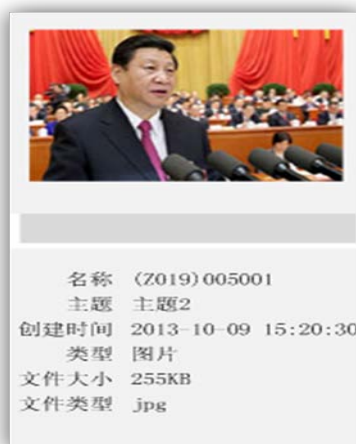 名称 (Z019)005001
主题 主题2
创建时间 2013-10-09 15:20:30
类型 图片
文件大小 255KB
文件类型 jpg